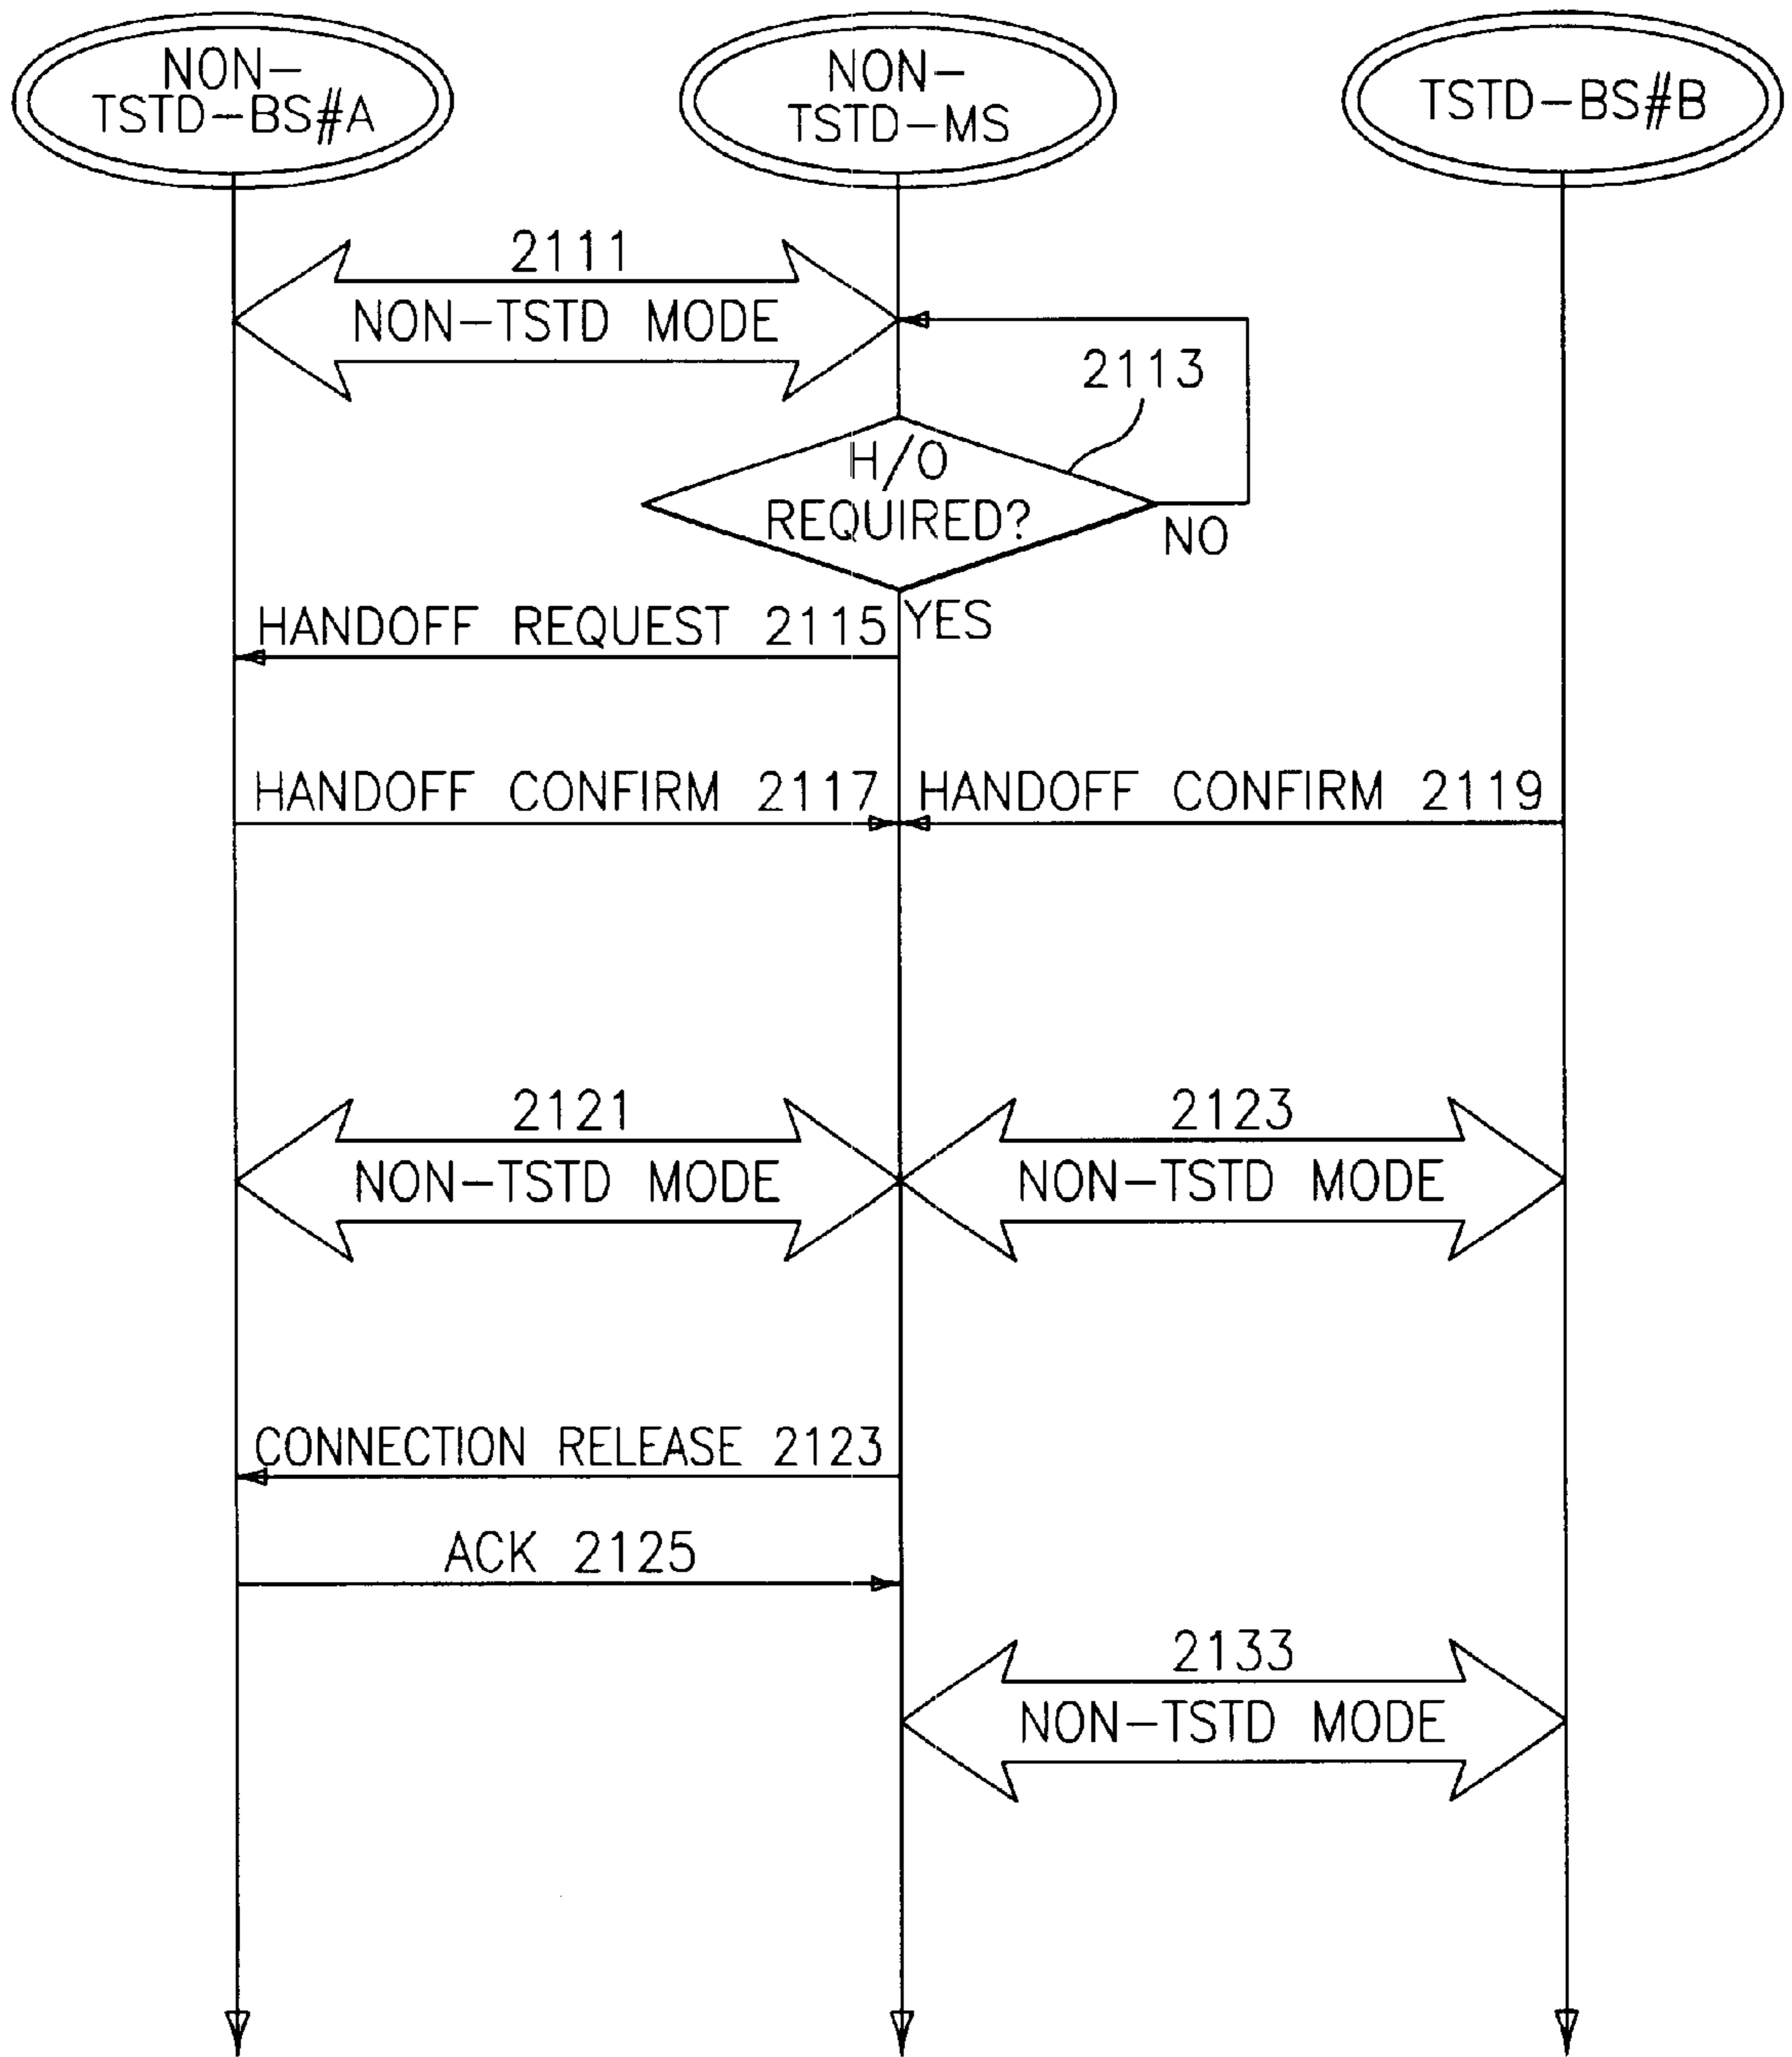 NON-
TSTD-BS#A
NON-
TSTD-MS
TSTD-BS#B
2111
NON-TSTD MODE
2113
H/O
REQUIRED?
NO
YES
HANDOFF REQUEST 2115
HANDOFF CONFIRM 2117
HANDOFF CONFIRM 2119
2121
NON-TSTD MODE
2123
NON-TSTD MODE
CONNECTION RELEASE 2123
ACK 2125
2133
NON-TSTD MODE